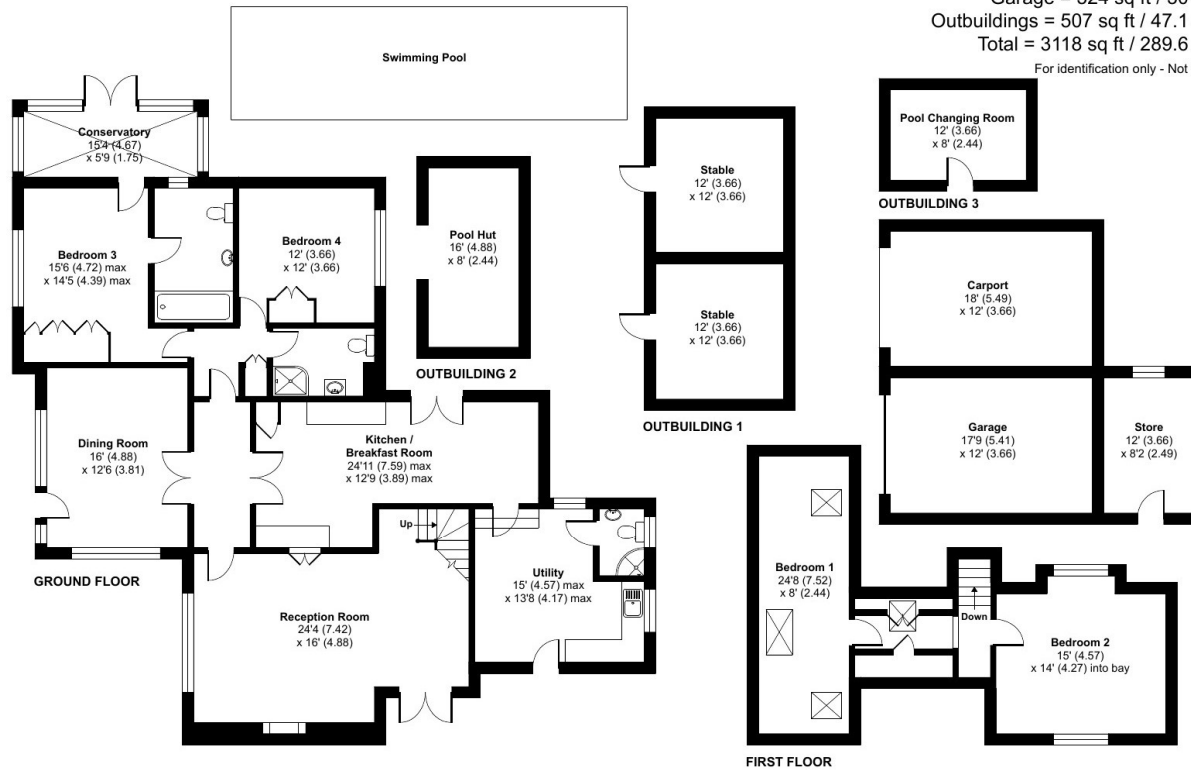 Garage = 324 sq ft / 30
Outbuildings = 507 sq ft / 47.1
Total = 3118 sq ft / 289.6
For identification only - Not
Swimming Pool
Conservatory
15'4 (4.67)
x 5'9 (1.75)
Pool Changing Room
12' (3.66)
x 8' (2.44)
OUTBUILDING 3
Stable
12' (3.66)
x 12' (3.66)
Bedroom 3
15'6 (4.72) max
x 14'5 (4.39) max
Bedroom 4
12' (3.66)
x 12' (3.66)
Pool Hut
16' (4.88)
x 8' (2.44)
OUTBUILDING 2
Stable
12' (3.66)
x 12' (3.66)
OUTBUILDING 1
Carport
18' (5.49)
x 12' (3.66)
Dining Room
16' (4.88)
x 12'6 (3.81)
Kitchen /
Breakfast Room
24'11 (7.59) max
x 12'9 (3.89) max
Garage
17'9 (5.41)
x 12' (3.66)
Store
12' (3.66)
x 8'2 (2.49)
Up
GROUND FLOOR
Reception Room
24'4 (7.42)
x 16' (4.88)
Utility
15' (4.57) max
x 13'8 (4.17) max
Bedroom 1
24'8 (7.52)
x 8' (2.44)
Down
Bedroom 2
15' (4.57)
x 14' (4.27) into bay
FIRST FLOOR